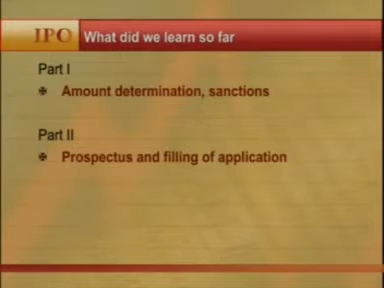 IPO What did we learn so far
Part I
Amount determination, sanctions
Part II
Prospectus and filling of application